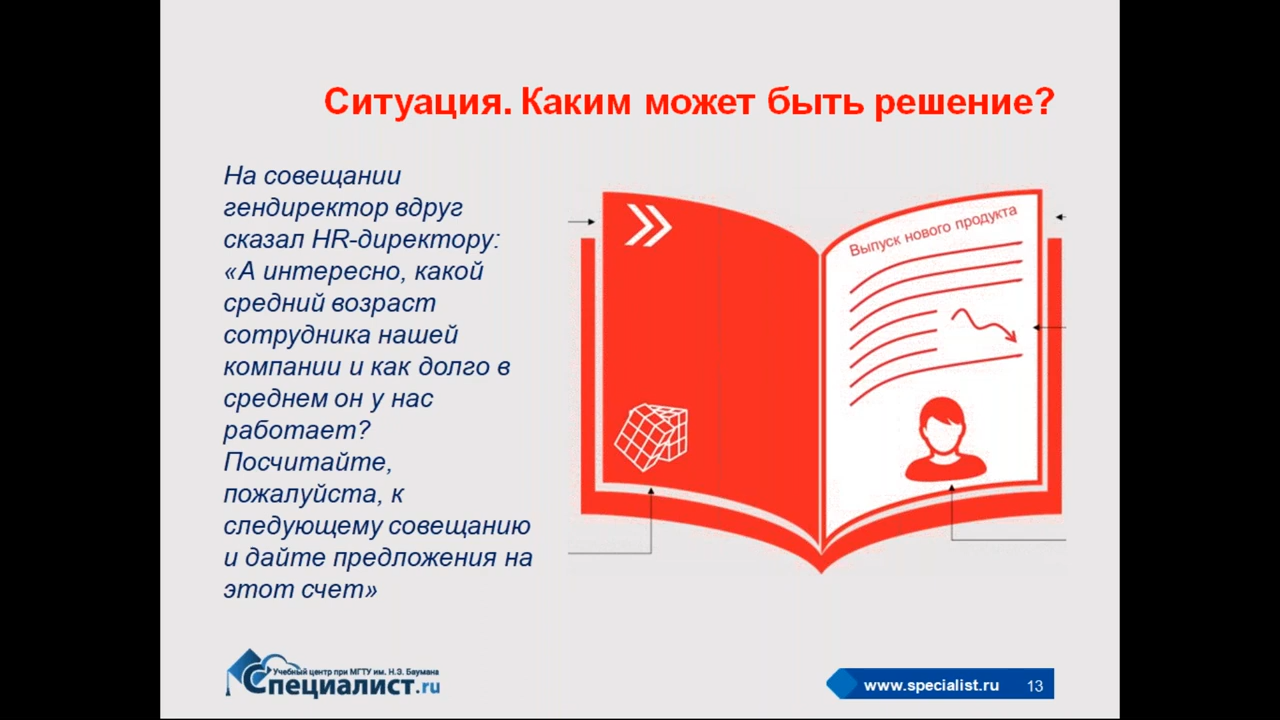 Ситуация. Каким может быть решение?
На совещании
гендиректор вдруг
сказал HR-директору:
«А интересно, какой
средний возраст
сотрудника нашей
компании и как долго в
среднем он у нас
работает?
Посчитайте,
пожалуйста, к
следующему совещанию
и дайте предложения на
этот счет»
Выпуск нового продукта
Учебный центр при МГТУ им. Н.Э. Баумана
Специалист.ru
www.specialist.ru 13